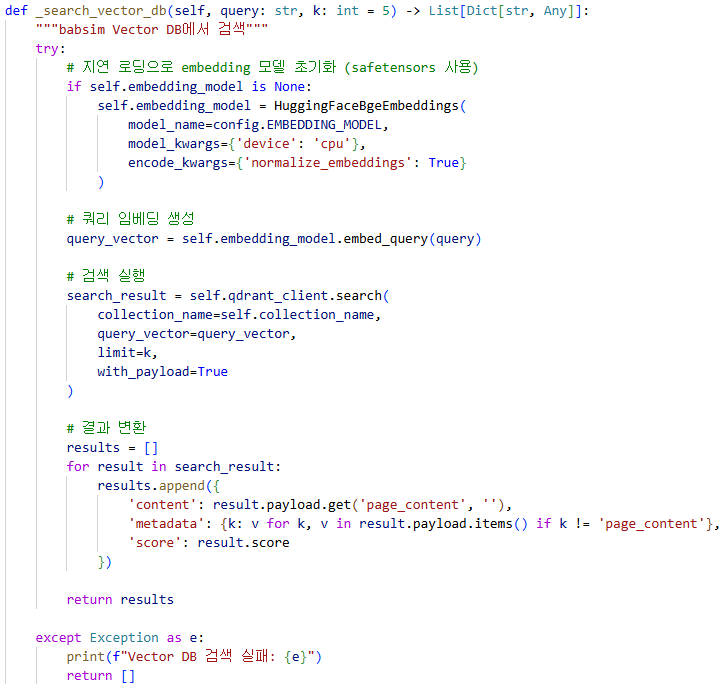 def _search_vector_db(self, query: str, k: int = 5) -> List[Dict[str, Any]]:
    """babsim Vector DB에서 검색"""
    try:
        # 지연 로딩으로 embedding 모델 초기화 (safetensors 사용)
        if self.embedding_model is None:
            self.embedding_model = HuggingFaceBgeEmbeddings(
                model_name=config.EMBEDDING_MODEL,
                model_kwargs={'device': 'cpu'},
                encode_kwargs={'normalize_embeddings': True}
            )

        # 쿼리 임베딩 생성
        query_vector = self.embedding_model.embed_query(query)

        # 검색 실행
        search_result = self.qdrant_client.search(
            collection_name=self.collection_name,
            query_vector=query_vector,
            limit=k,
            with_payload=True
        )

        # 결과 변환
        results = []
        for result in search_result:
            results.append({
                'content': result.payload.get('page_content', ''),
                'metadata': {k: v for k, v in result.payload.items() if k != 'page_content'},
                'score': result.score
            })

        return results

    except Exception as e:
        print(f"Vector DB 검색 실패: {e}")
        return []